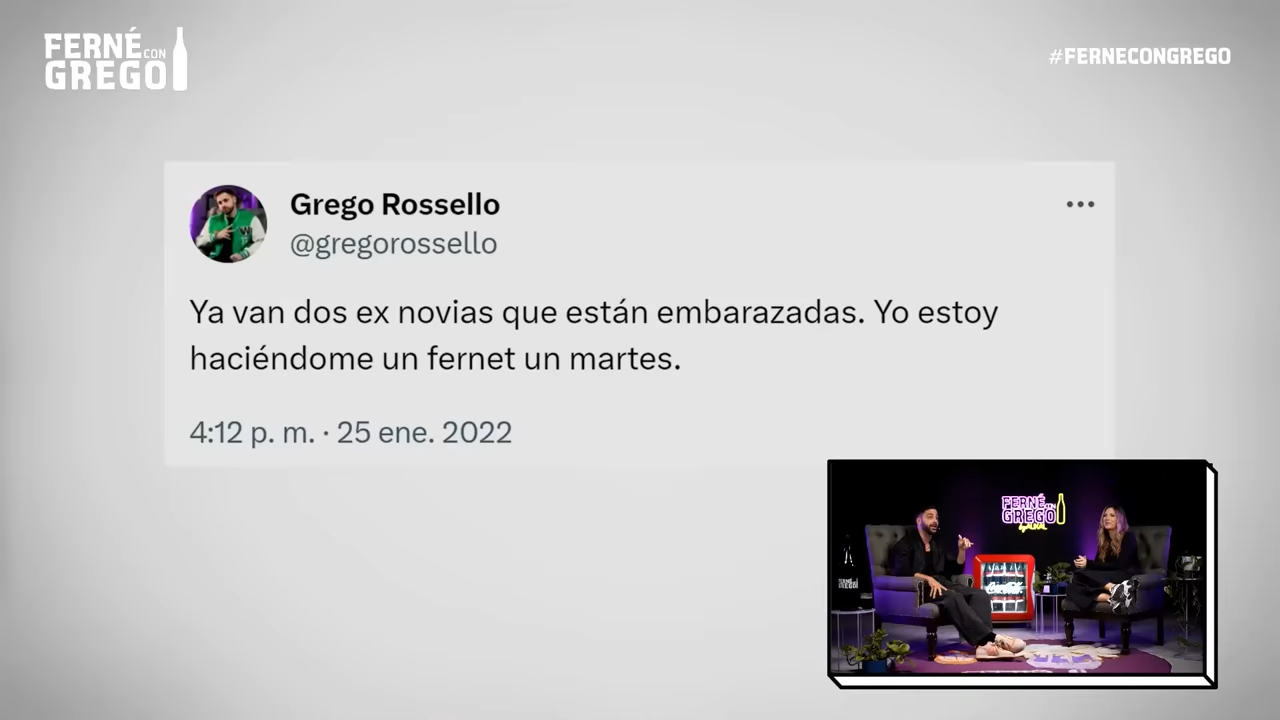 FERNÉ CON
GREGO
#FERNECONGREGO
Grego Rossello
@gregorossello
Ya van dos ex novias que están embarazadas. Yo estoy
haciéndome un fernet un martes.
4:12 p. m. · 25 ene. 2022
FERNÉ CON
GREGO